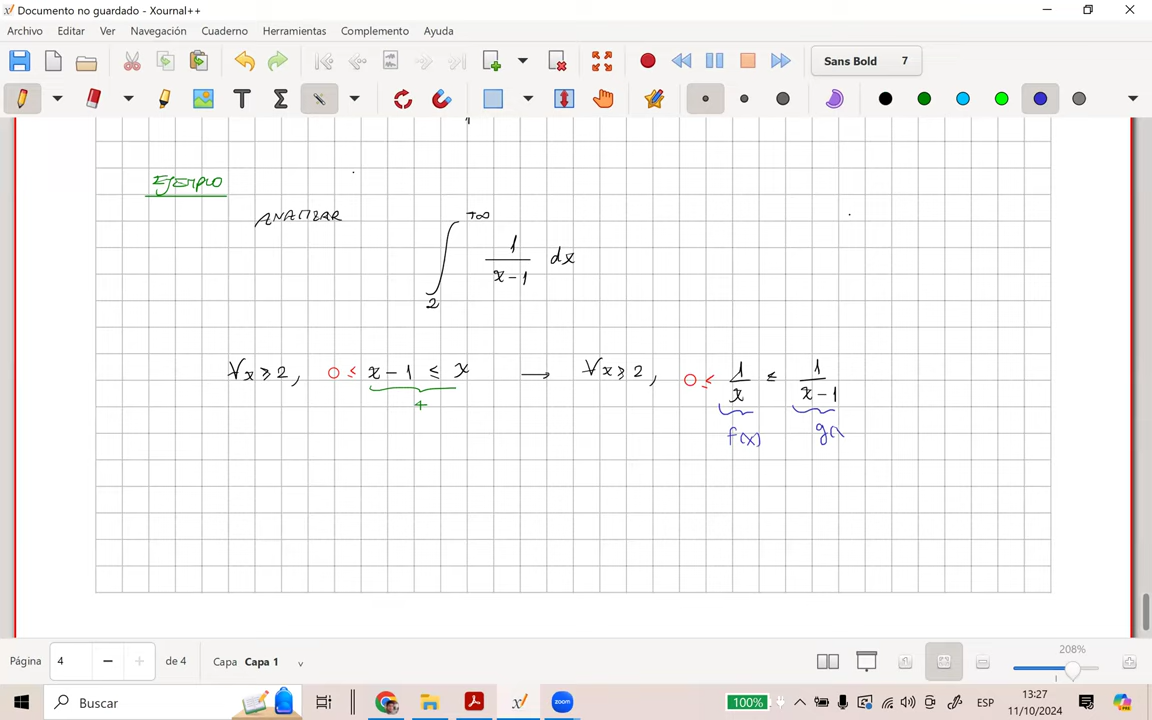 Documento no guardado - Xournal++
Archivo Editar Ver Navegación Cuaderno Herramientas Complemento Ayuda
Sans Bold 7
EJEMPLO
ANALIZAR
+∞
1
x-1
dx
2
∀x≥2, 0 ≤ x-1 ≤ x → ∀x≥2, 0 ≤ 1/x ≤ 1/x-1
+
f(x) g(
Página 4 de 4 Capa Capa 1 208%
Buscar 100% ESP 13:27
11/10/2024